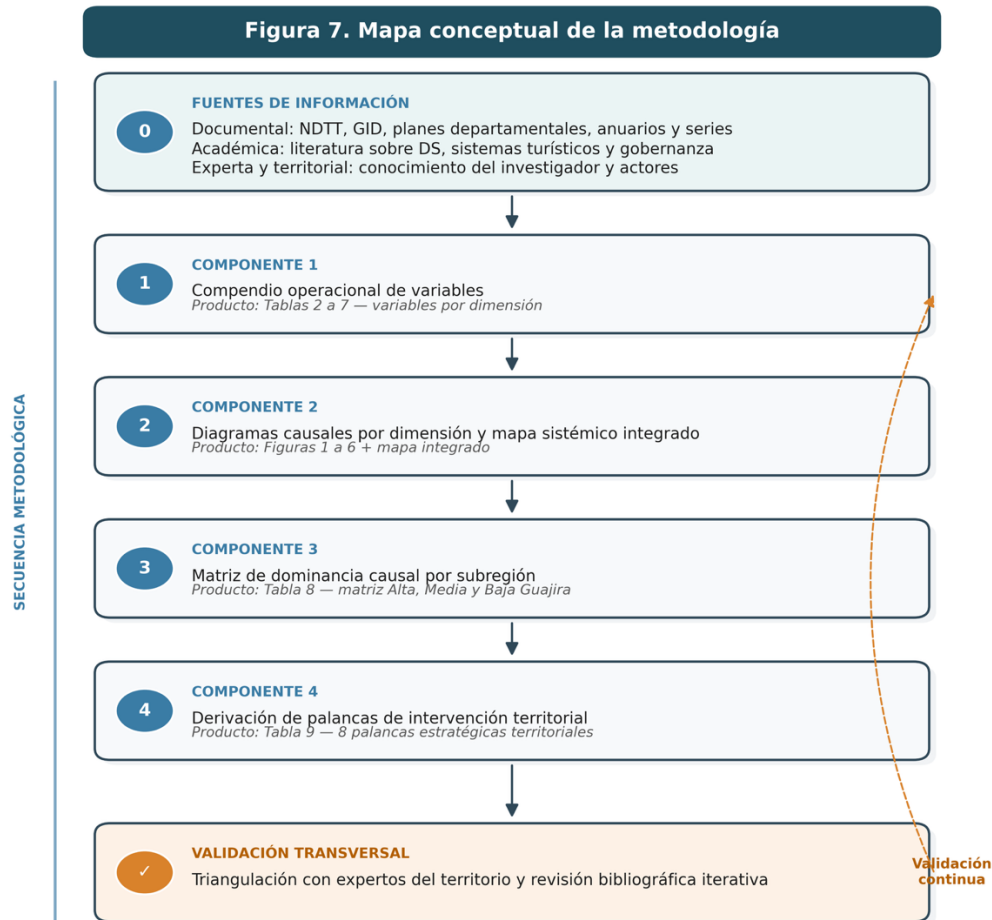 Figura 7. Mapa conceptual de la metodología
SECUENCIA METODOLÓGICA
0
FUENTES DE INFORMACIÓN
Documental: NDTT, GID, planes departamentales, anuarios y series
Académica: literatura sobre DS, sistemas turísticos y gobernanza
Experta y territorial: conocimiento del investigador y actores
1
COMPONENTE 1
Compendio operacional de variables
Producto: Tablas 2 a 7 — variables por dimensión
2
COMPONENTE 2
Diagramas causales por dimensión y mapa sistémico integrado
Producto: Figuras 1 a 6 + mapa integrado
3
COMPONENTE 3
Matriz de dominancia causal por subregión
Producto: Tabla 8 — matriz Alta, Media y Baja Guajira
4
COMPONENTE 4
Derivación de palancas de intervención territorial
Producto: Tabla 9 — 8 palancas estratégicas territoriales
✓
VALIDACIÓN TRANSVERSAL
Triangulación con expertos del territorio y revisión bibliográfica iterativa
Validación
continua